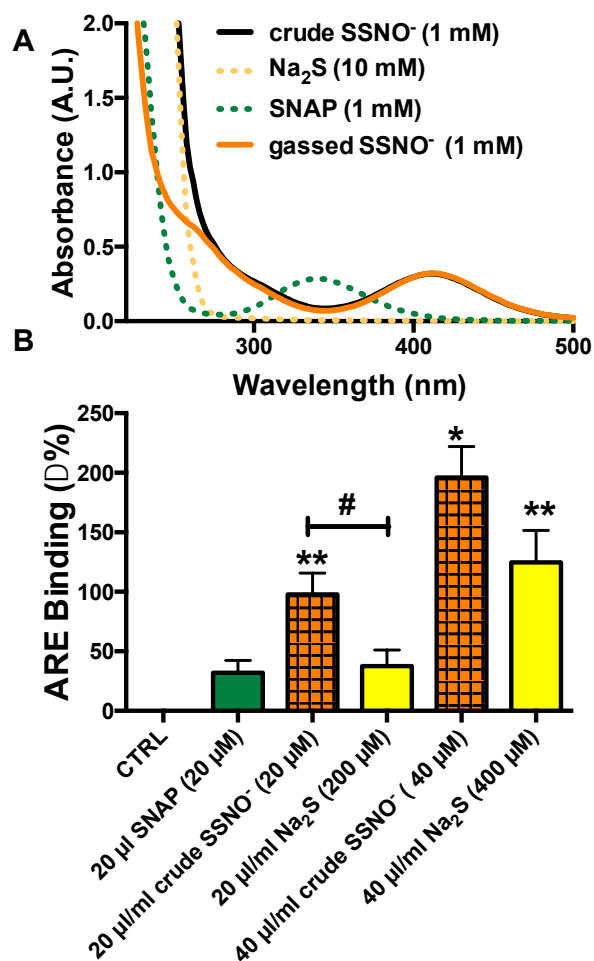 A
crude SSNO⁻ (1 mM)
Na₂S (10 mM)
SNAP (1 mM)
gassed SSNO⁻ (1 mM)
Absorbance (A.U.)
2.0
1.5
1.0
0.5
0.0
300
400
500
Wavelength (nm)
B
ARE Binding (D%)
250
200
150
100
50
0
**
#
*
**
CTRL
20 µl SNAP (20 µM)
20 µl/ml crude SSNO⁻ (20 µM)
20 µl/ml Na₂S (200 µM)
40 µl/ml crude SSNO⁻ ( 40 µM)
40 µl/ml Na₂S (400 µM)